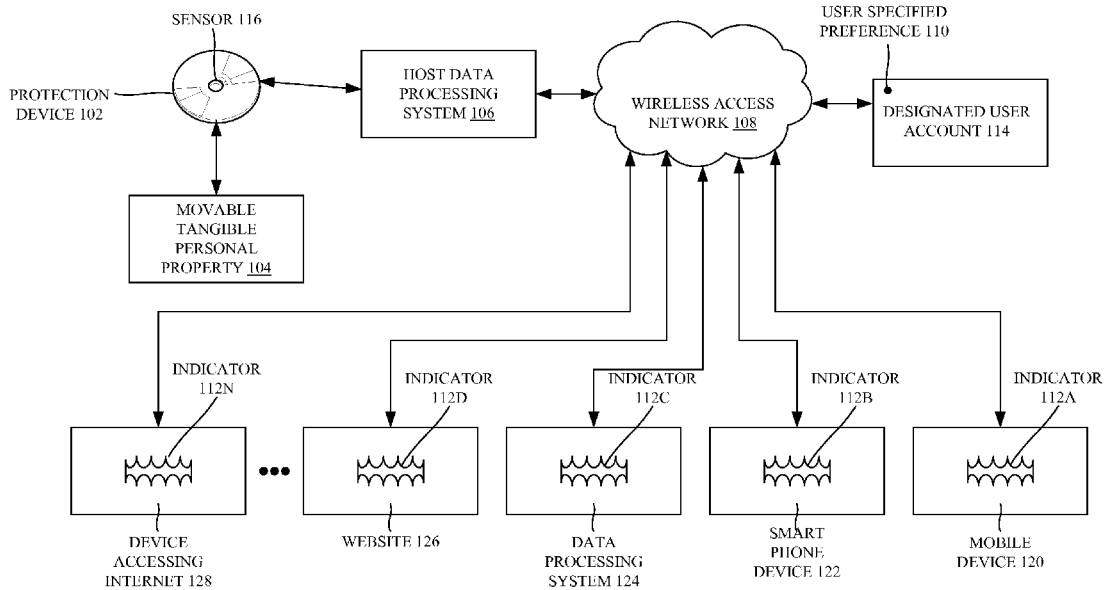 SENSOR 116
PROTECTION
DEVICE 102
HOST DATA
PROCESSING
SYSTEM 106
WIRELESS ACCESS
NETWORK 108
USER SPECIFIED
PREFERENCE 110
DESIGNATED USER
ACCOUNT 114
MOVABLE
TANGIBLE
PERSONAL
PROPERTY 104
INDICATOR
112N
INDICATOR
112D
INDICATOR
112C
INDICATOR
112B
INDICATOR
112A
DEVICE
ACCESSING
INTERNET 128
WEBSITE 126
DATA
PROCESSING
SYSTEM 124
SMART
PHONE
DEVICE 122
MOBILE
DEVICE 120